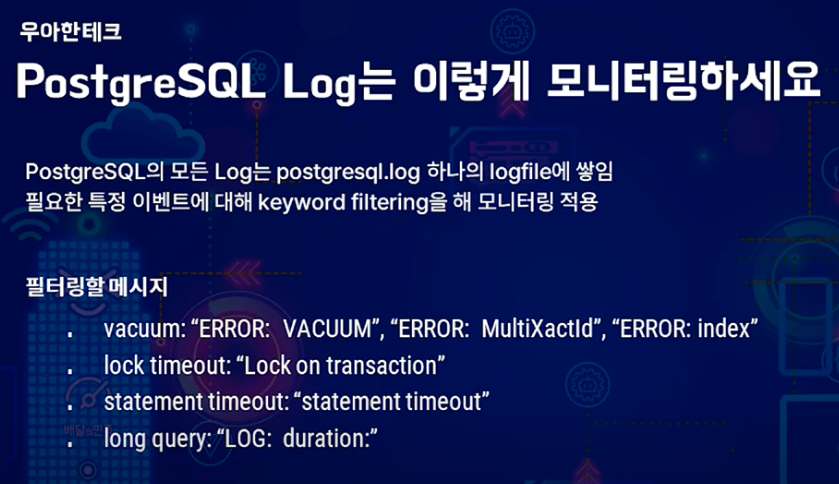 우아한테크
PostgreSQL Log는 이렇게 모니터링하세요
PostgreSQL의 모든 Log는 postgresql.log 하나의 logfile에 쌓임
필요한 특정 이벤트에 대해 keyword filtering을 해 모니터링 적용
필터링할 메시지
. vacuum: “ERROR:  VACUUM”, “ERROR:  MultiXactId”, “ERROR: index”
. lock timeout: “Lock on transaction”
. statement timeout: “statement timeout”
. long query: “LOG:  duration:”
배달의민족